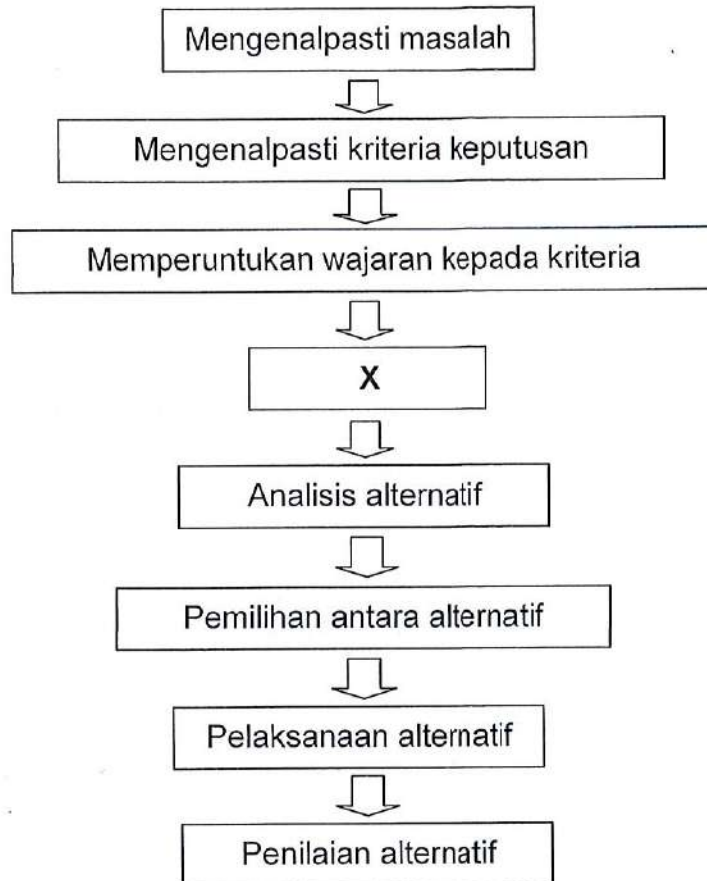 Mengenalpasti masalah
Mengenalpasti kriteria keputusan
Memperuntukan wajaran kepada kriteria
X
Analisis alternatif
Pemilihan antara alternatif
Pelaksanaan alternatif
Penilaian alternatif